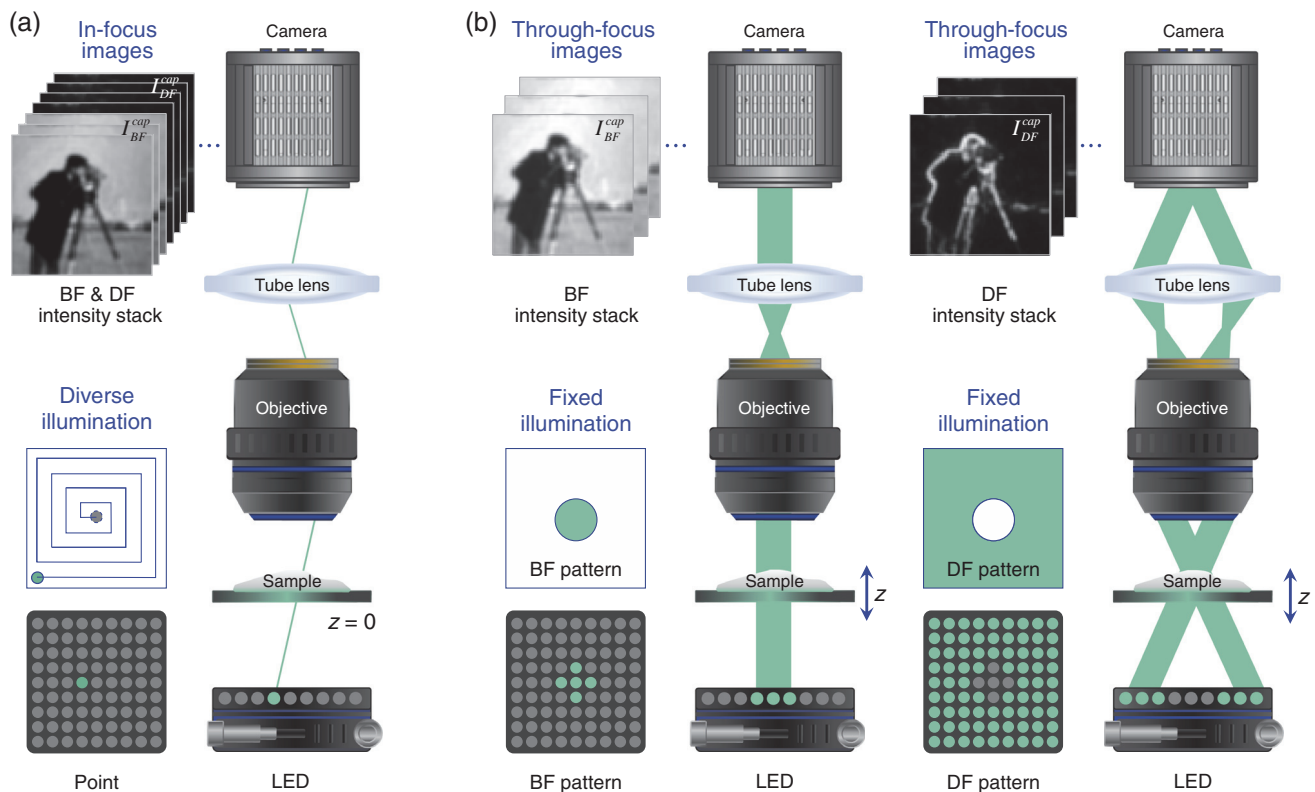 (a)
In-focus
images
I_DF^cap
I_BF^cap
...
BF & DF
intensity stack
Camera
Tube lens
Objective
Diverse
illumination
Sample
z = 0
Point
LED
(b)
Through-focus
images
I_BF^cap
...
BF
intensity stack
Camera
Tube lens
Objective
Fixed
illumination
BF pattern
Sample
z
BF pattern
LED
Through-focus
images
I_DF^cap
...
DF
intensity stack
Camera
Tube lens
Objective
Fixed
illumination
DF pattern
Sample
z
DF pattern
LED